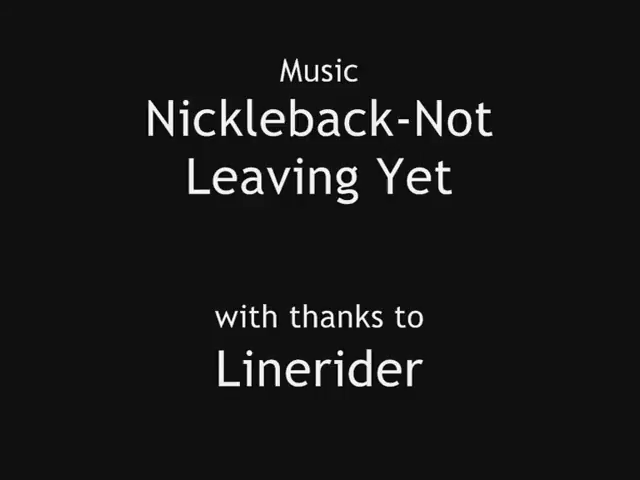 Music
Nickleback-Not
Leaving Yet
with thanks to
Linerider